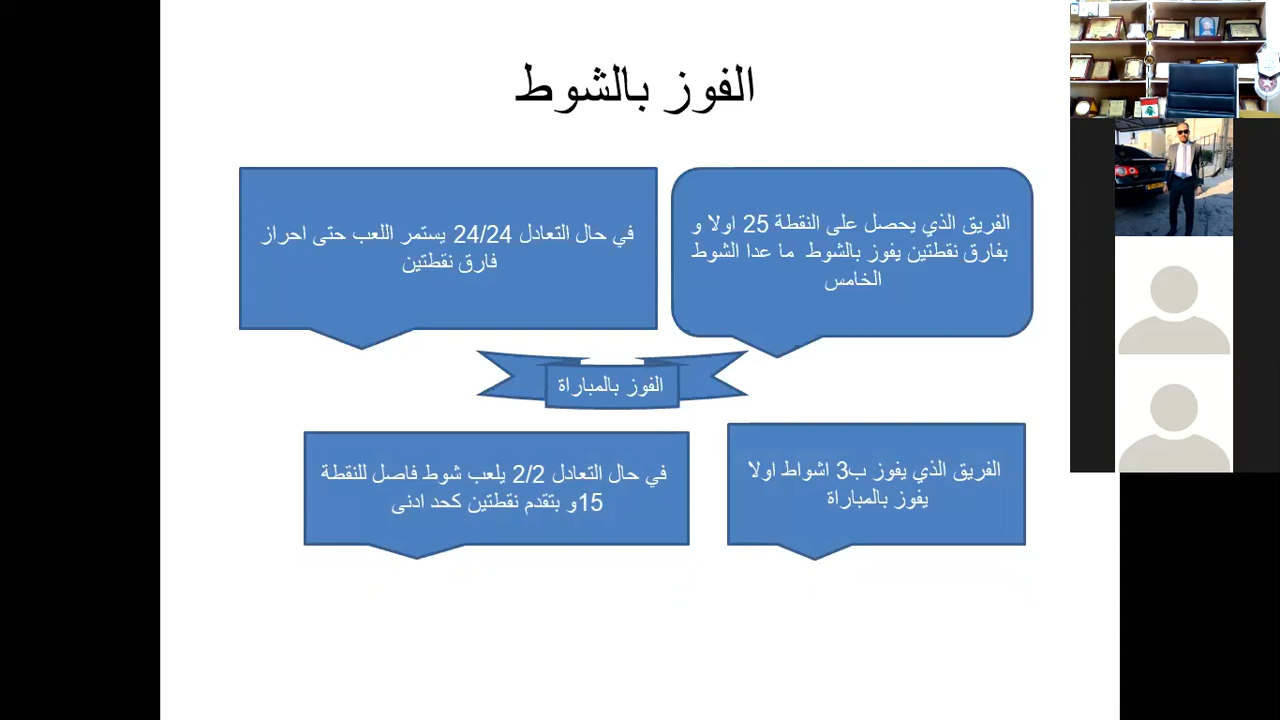 الفوز بالشوط
الفريق الذي يحصل على النقطة 25 اولا و
بفارق نقطتين يفوز بالشوط ما عدا الشوط
الخامس
في حال التعادل 24/24 يستمر اللعب حتى احراز
فارق نقطتين
الفوز بالمباراة
الفريق الذي يفوز ب3 اشواط اولا
يفوز بالمباراة
في حال التعادل 2/2 يلعب شوط فاصل للنقطة
15و بتقدم نقطتين كحد ادنى